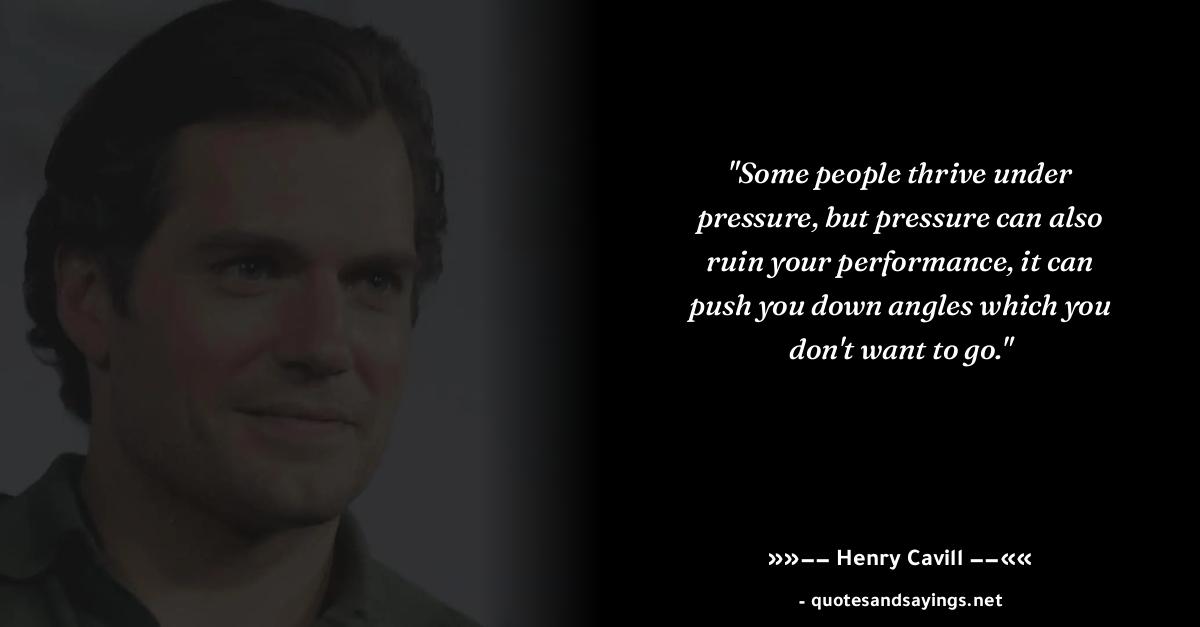 "Some people thrive under
pressure, but pressure can also
ruin your performance, it can
push you down angles which you
don't want to go."
»»–– Henry Cavill ––««
- quotesandsayings.net